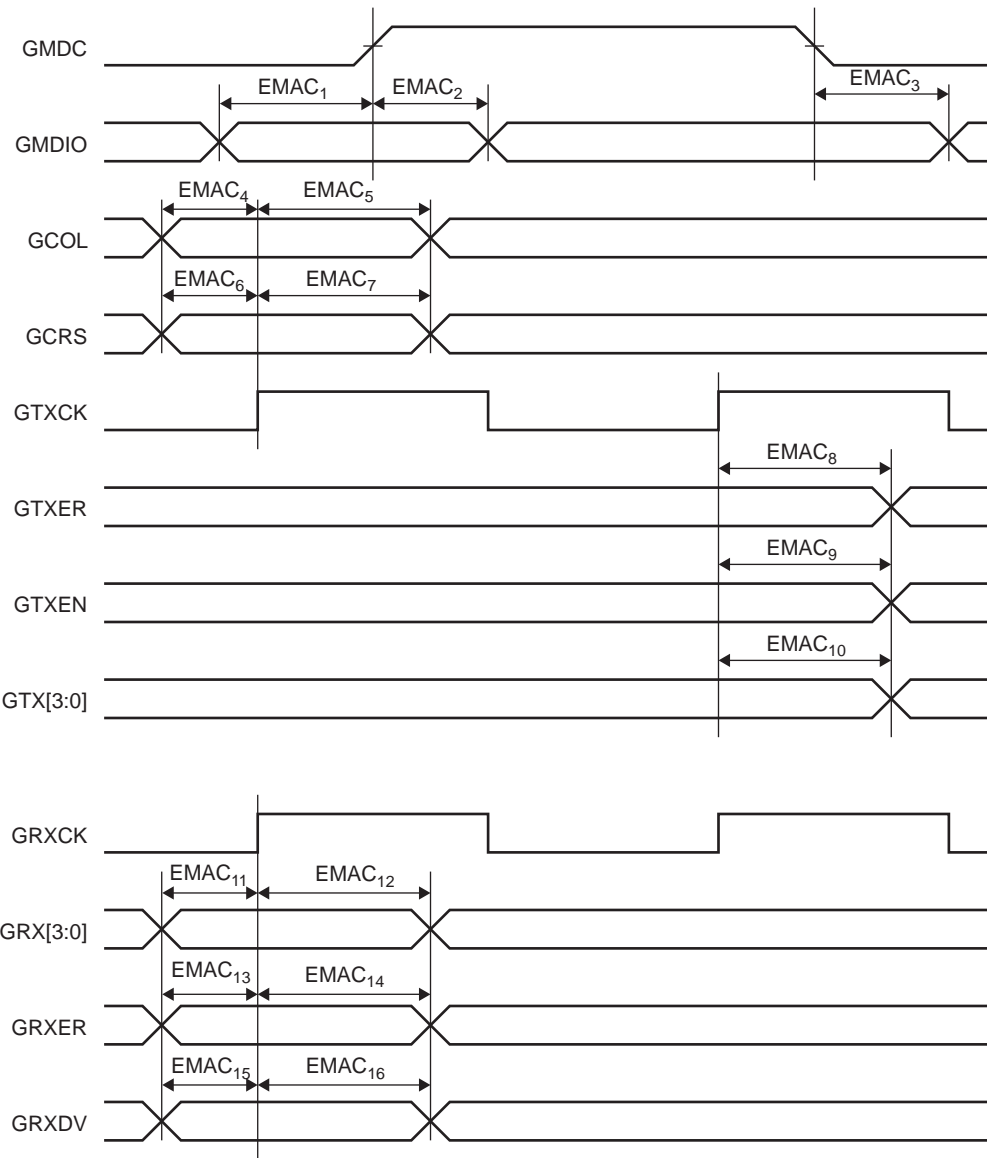 GMDC
EMAC₁ EMAC₂ EMAC₃
GMDIO
EMAC₄ EMAC₅
GCOL
EMAC₆ EMAC₇
GCRS
GTXCK
EMAC₈
GTXER
EMAC₉
GTXEN
EMAC₁₀
GTX[3:0]
GRXCK
EMAC₁₁ EMAC₁₂
GRX[3:0]
EMAC₁₃ EMAC₁₄
GRXER
EMAC₁₅ EMAC₁₆
GRXDV